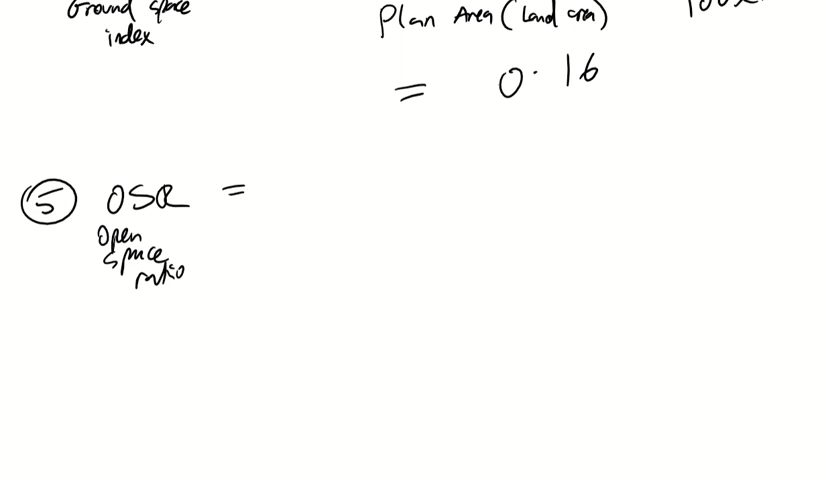 Ground space
index
Plan Area (Land area)
= 0.16
5 OSR =
Open
space
ratio